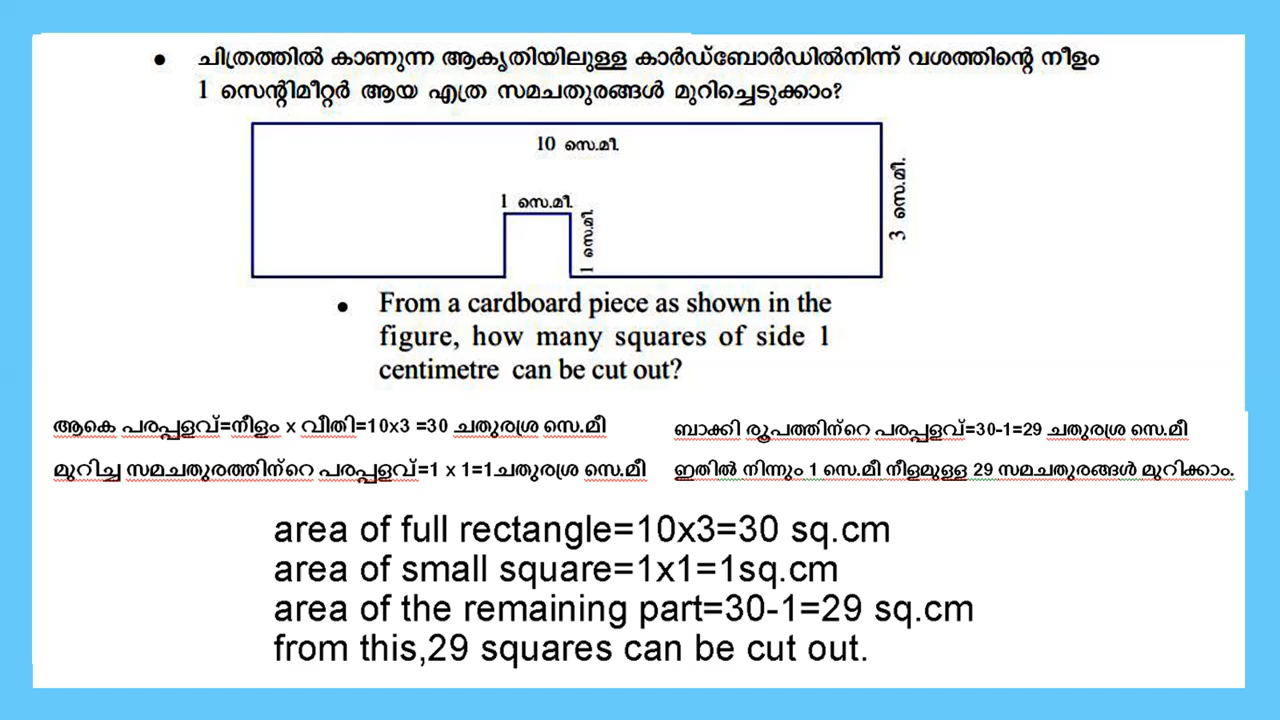 • ചിത്രത്തിൽ കാണുന്ന ആകൃതിയിലുള്ള കാർഡ്ബോർഡിൽനിന്ന് വശത്തിന്റെ നീളം
1 സെന്റിമീറ്റർ ആയ എത്ര സമചതുരങ്ങൾ മുറിച്ചെടുക്കാം?
10 സെ.മീ.
3 സെ.മീ.
1 സെ.മീ.
1 സെ.മീ.
• From a cardboard piece as shown in the
figure, how many squares of side 1
centimetre can be cut out?
ആകെ പരപ്പളവ്=നീളം x വീതി=10x3 =30 ചതുരശ്ര സെ.മീ
മുറിച്ച സമചതുരത്തിന്റെ പരപ്പളവ്=1 x 1=1ചതുരശ്ര സെ.മീ
ബാക്കി രൂപത്തിന്റെ പരപ്പളവ്=30-1=29 ചതുരശ്ര സെ.മീ
ഇതിൽ നിന്നും 1 സെ.മീ നീളമുള്ള 29 സമചതുരങ്ങൾ മുറിക്കാം.
area of full rectangle=10x3=30 sq.cm
area of small square=1x1=1sq.cm
area of the remaining part=30-1=29 sq.cm
from this,29 squares can be cut out.